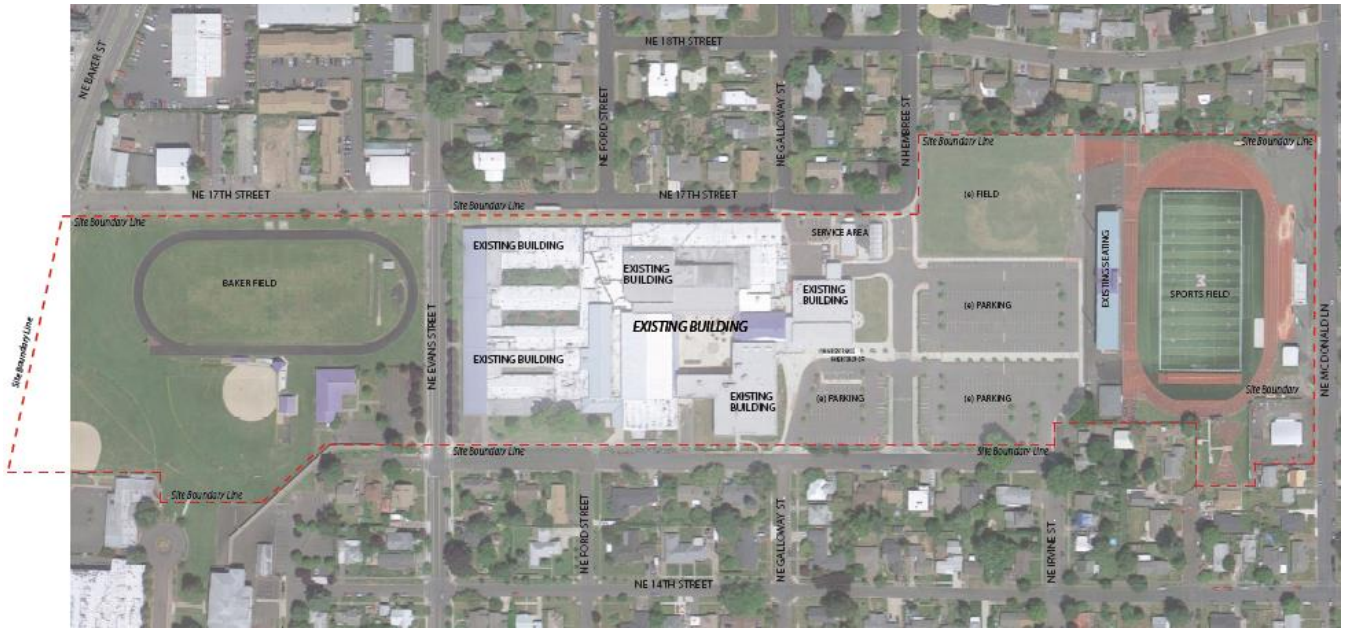 NE BAKER ST
NE 18TH STREET
NE FORD STREET
NE GALLOWAY ST
N HEMBREE ST.
Site Boundary Line
Site Boundary Line
NE 17TH STREET
NE 17TH STREET
(e) FIELD
Site Boundary Line
Site Boundary Line
SERVICE AREA
EXISTING BUILDING
EXISTING
BUILDING
EXISTING
BUILDING
BAKER FIELD
EXISTING SEATING
M
SPORTS FIELD
(e) PARKING
EXISTING BUILDING
Site Boundary Line
NE EVANS STREET
EXISTING BUILDING
NE MCDONALD LN
EXISTING
BUILDING
(e) PARKING
(e) PARKING
Site Boundary
Site Boundary Line
Site Boundary Line
Site Boundary Line
NE FORD STREET
NE GALLOWAY ST
NE IRVINE ST.
NE 14TH STREET